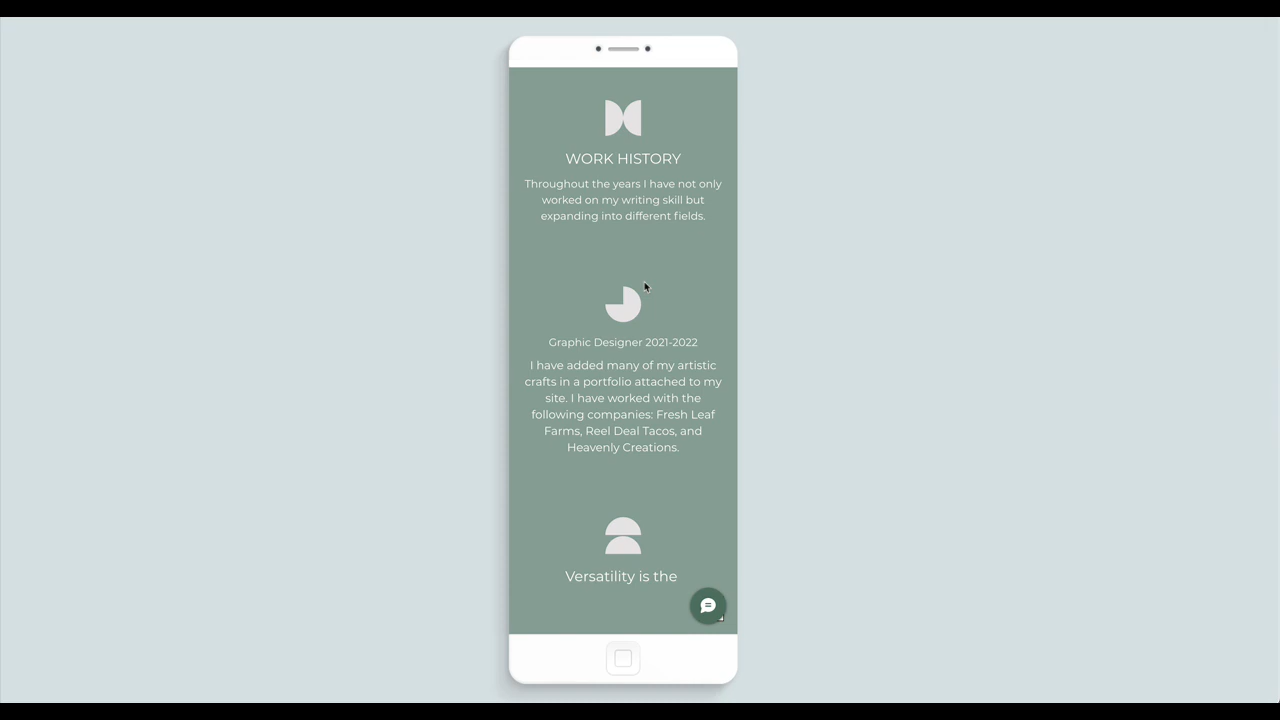 WORK HISTORY
Throughout the years I have not only
worked on my writing skill but
expanding into different fields.
Graphic Designer 2021-2022
I have added many of my artistic
crafts in a portfolio attached to my
site. I have worked with the
following companies: Fresh Leaf
Farms, Reel Deal Tacos, and
Heavenly Creations.
Versatility is the